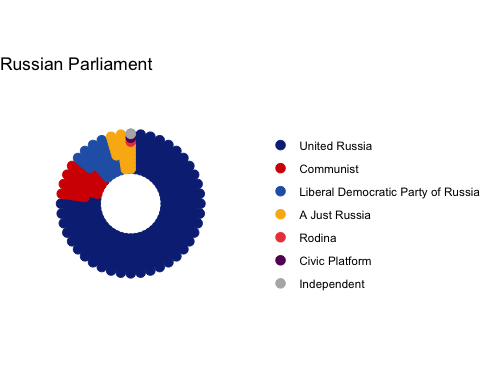 Russian Parliament
United Russia
Communist
Liberal Democratic Party of Russia
A Just Russia
Rodina
Civic Platform
Independent